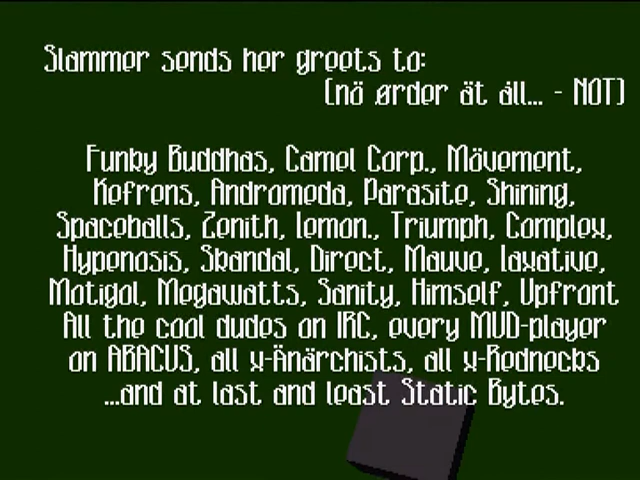 Slammer sends her greets to:
(nö ørder ät åll... - NOT)
Funky Buddhas, Camel Corp., Mövement,
Kefrens, Andromeda, Parasite, Shining,
Spaceballs, Zenith, Lemon., Triumph, Complex,
Hypenosis, Skandal, Direct, Mauve, Laxative,
Motigol, Megawatts, Sanity, Himself, Upfront
All the cool dudes on IRC, every MUD-player
on ABACUS, all x-Änärchists, all x-Rednecks
...and at last and least Static Bytes.